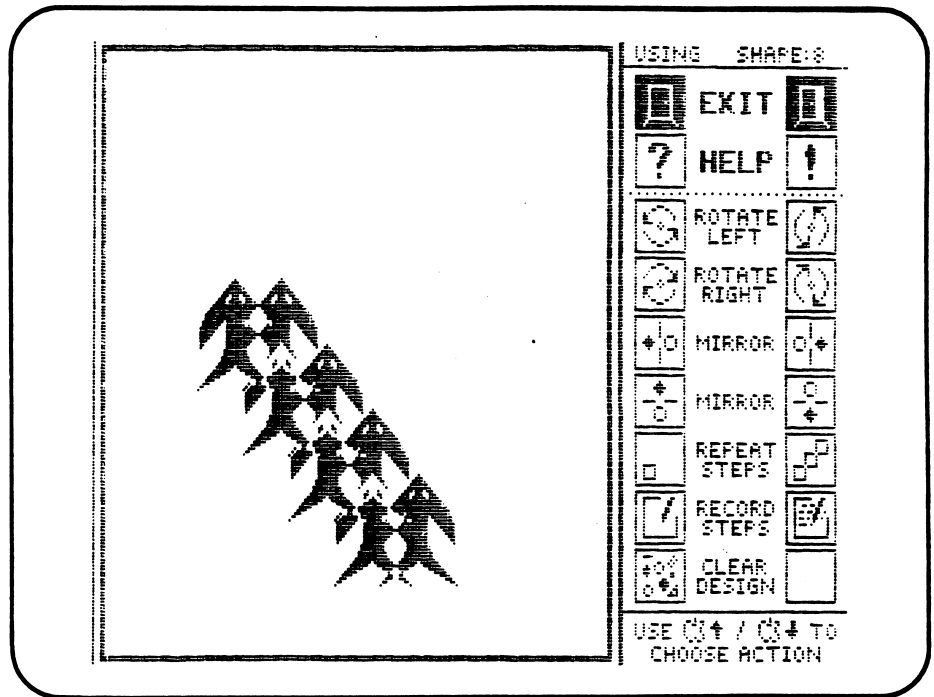 USING SHAPE:8
EXIT
? HELP !
ROTATE
LEFT
ROTATE
RIGHT
MIRROR
MIRROR
REPEAT
STEPS
RECORD
STEPS
CLEAR
DESIGN
USE / TO
CHOOSE ACTION